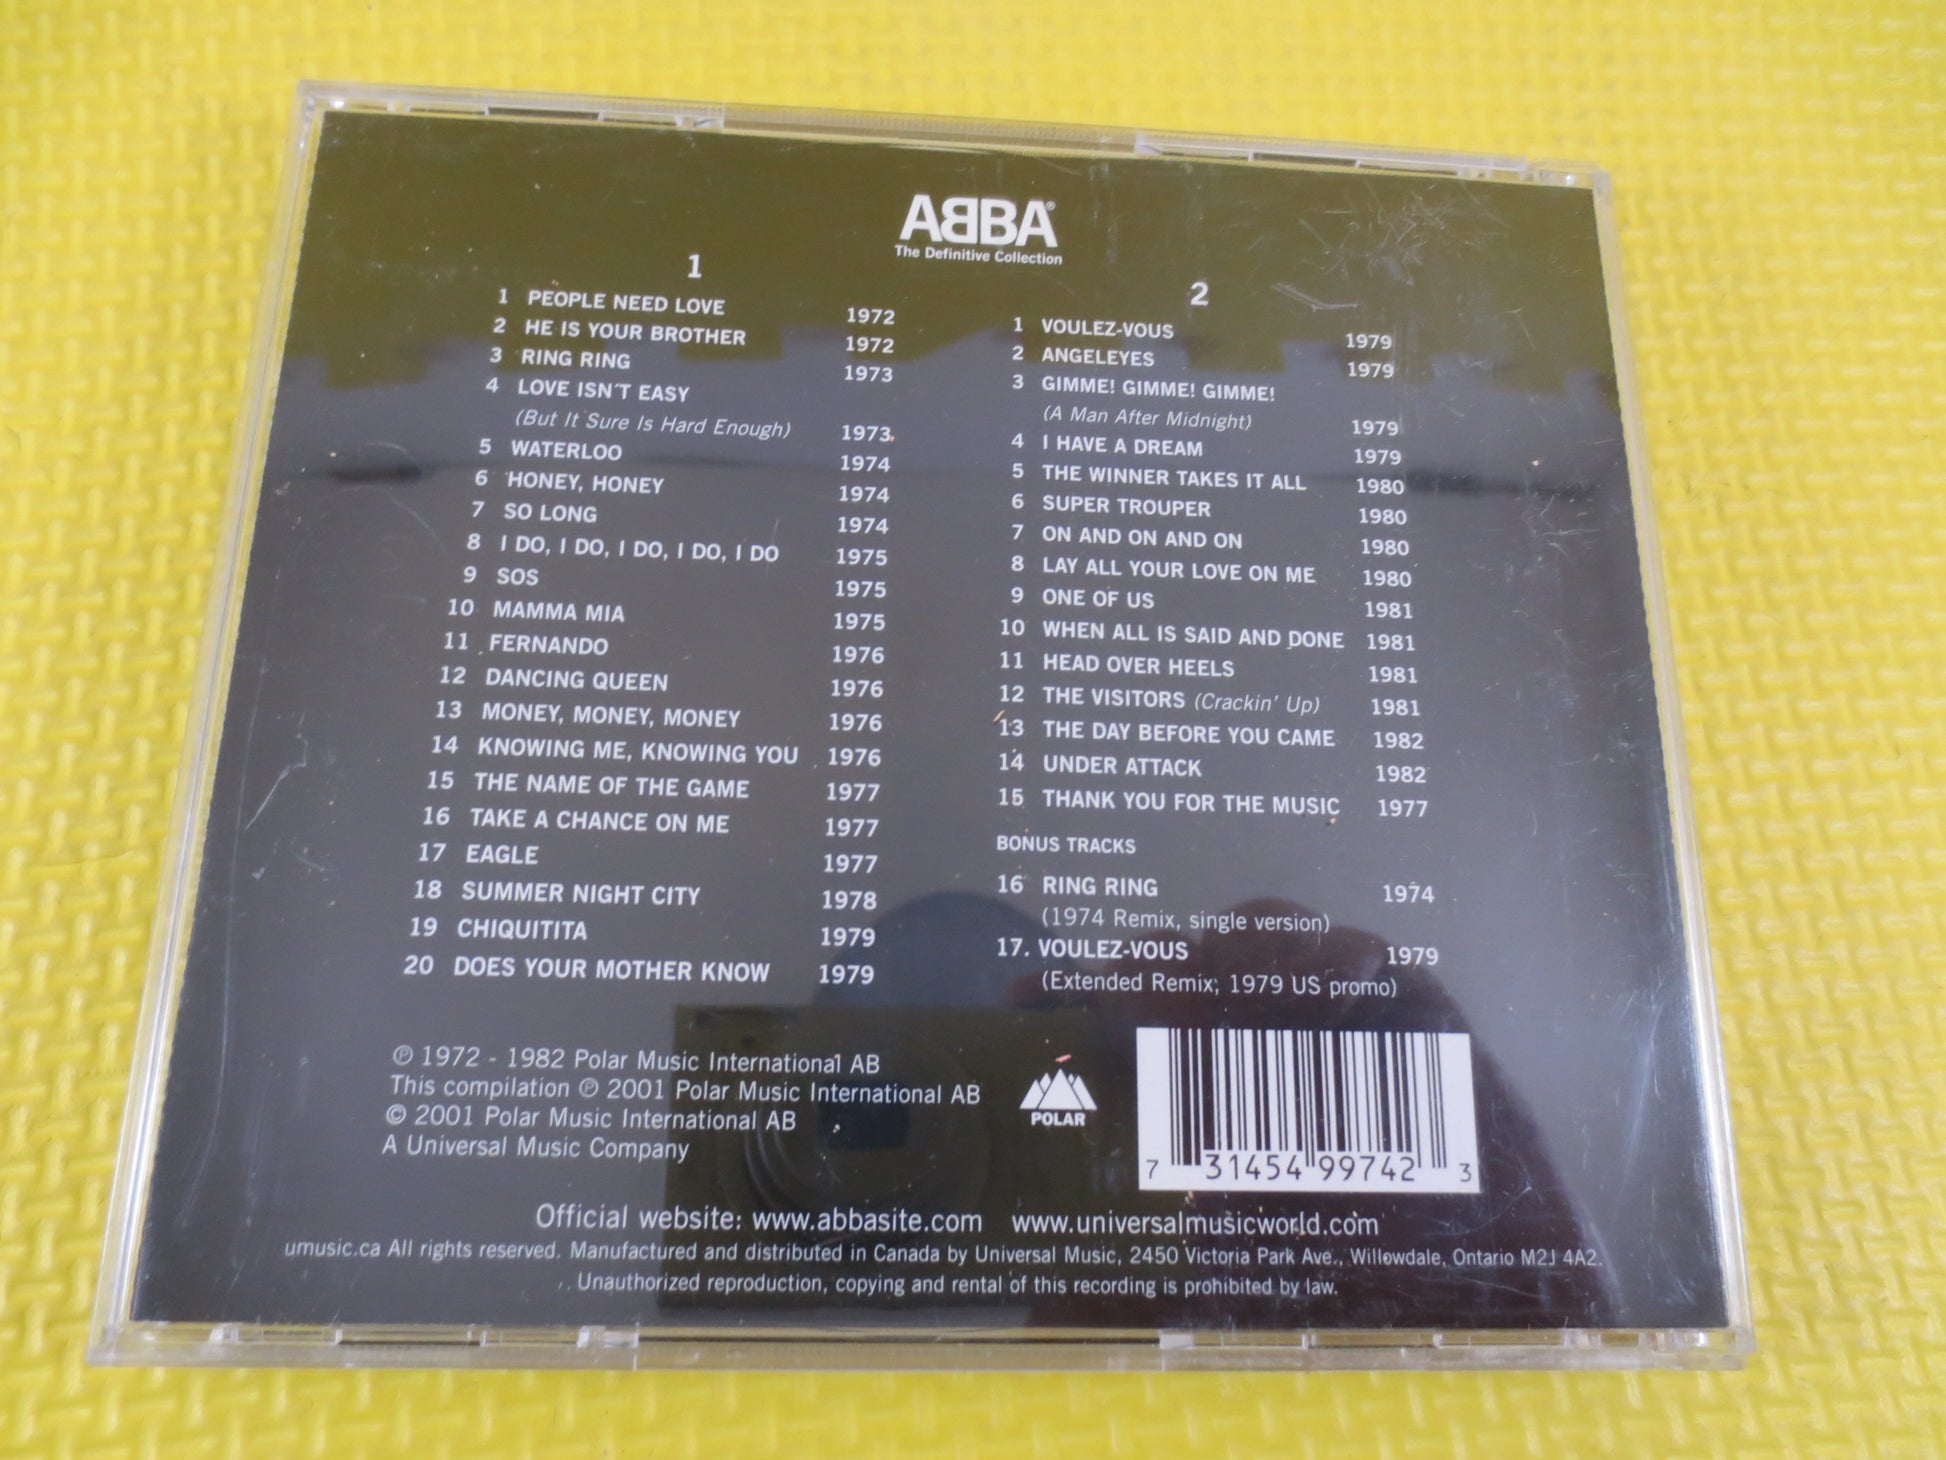 ABBA®
The Definitive Collection
1
1 PEOPLE NEED LOVE 1972
2 HE IS YOUR BROTHER 1972
3 RING RING 1973
4 LOVE ISN'T EASY
(But It Sure Is Hard Enough) 1973
5 WATERLOO 1974
6 HONEY, HONEY 1974
7 SO LONG 1974
8 I DO, I DO, I DO, I DO, I DO 1975
9 SOS 1975
10 MAMMA MIA 1975
11 FERNANDO 1976
12 DANCING QUEEN 1976
13 MONEY, MONEY, MONEY 1976
14 KNOWING ME, KNOWING YOU 1976
15 THE NAME OF THE GAME 1977
16 TAKE A CHANCE ON ME 1977
17 EAGLE 1977
18 SUMMER NIGHT CITY 1978
19 CHIQUITITA 1979
20 DOES YOUR MOTHER KNOW 1979
2
1 VOULEZ-VOUS 1979
2 ANGELEYES 1979
3 GIMME! GIMME! GIMME!
(A Man After Midnight) 1979
4 I HAVE A DREAM 1979
5 THE WINNER TAKES IT ALL 1980
6 SUPER TROUPER 1980
7 ON AND ON AND ON 1980
8 LAY ALL YOUR LOVE ON ME 1980
9 ONE OF US 1981
10 WHEN ALL IS SAID AND DONE 1981
11 HEAD OVER HEELS 1981
12 THE VISITORS (Crackin' Up) 1981
13 THE DAY BEFORE YOU CAME 1982
14 UNDER ATTACK 1982
15 THANK YOU FOR THE MUSIC 1977
BONUS TRACKS
16 RING RING 1974
(1974 Remix, single version)
17. VOULEZ-VOUS 1979
(Extended Remix; 1979 US promo)
℗ 1972 - 1982 Polar Music International AB
This compilation ℗ 2001 Polar Music International AB
© 2001 Polar Music International AB
A Universal Music Company
POLAR
7 31454 99742 3
Official website: www.abbasite.com www.universalmusicworld.com
umusic.ca All rights reserved. Manufactured and distributed in Canada by Universal Music, 2450 Victoria Park Ave., Willowdale, Ontario M2J 4A2.
Unauthorized reproduction, copying and rental of this recording is prohibited by law.